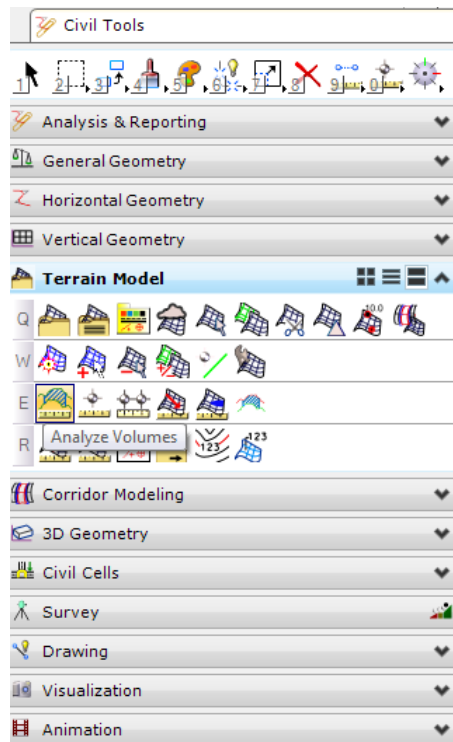 Civil Tools
1 2 3 4 5 6 7 8 9 0
Analysis & Reporting
General Geometry
Horizontal Geometry
Vertical Geometry
Terrain Model
Q 10.0
W
E
Analyze Volumes
R 123 123
Corridor Modeling
3D Geometry
Civil Cells
Survey
Drawing
Visualization
Animation